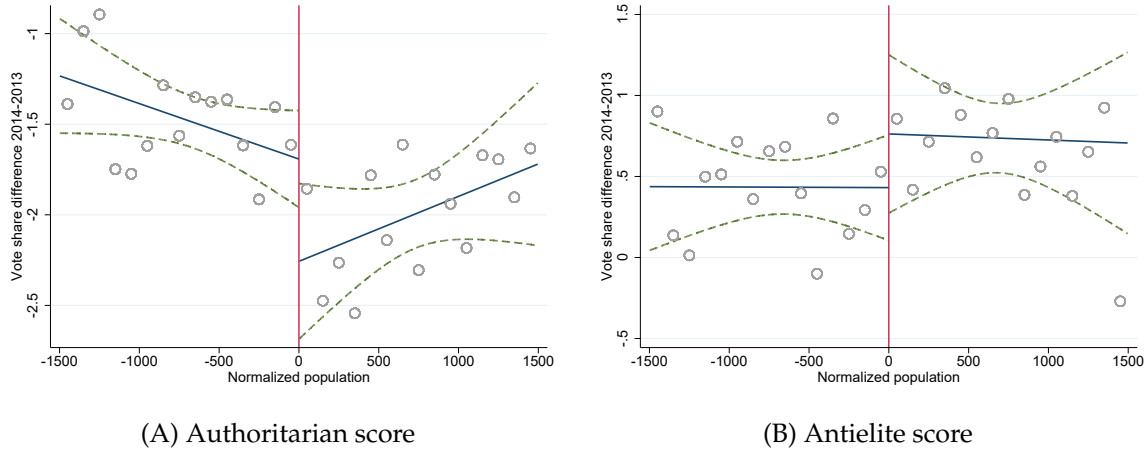 Vote share difference 2014-2013
-1
-1.5
-2
-2.5
-1500 -1000 -500 0 500 1000 1500
Normalized population
(A) Authoritarian score
Vote share difference 2014-2013
1.5
1
.5
0
-.5
-1500 -1000 -500 0 500 1000 1500
Normalized population
(B) Antielite score